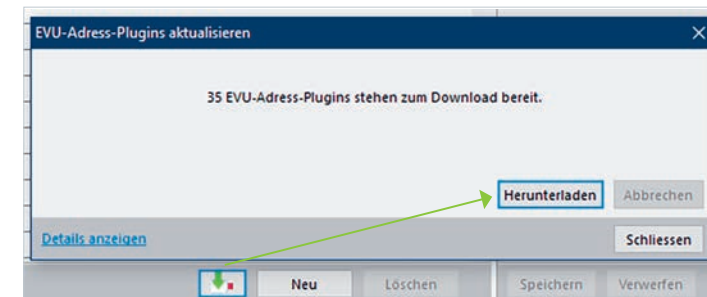 EVU-Adress-Plugins aktualisieren
35 EVU-Adress-Plugins stehen zum Download bereit.
Herunterladen Abbrechen
Details anzeigen Schliessen
Neu Löschen Speichern Verwerfen